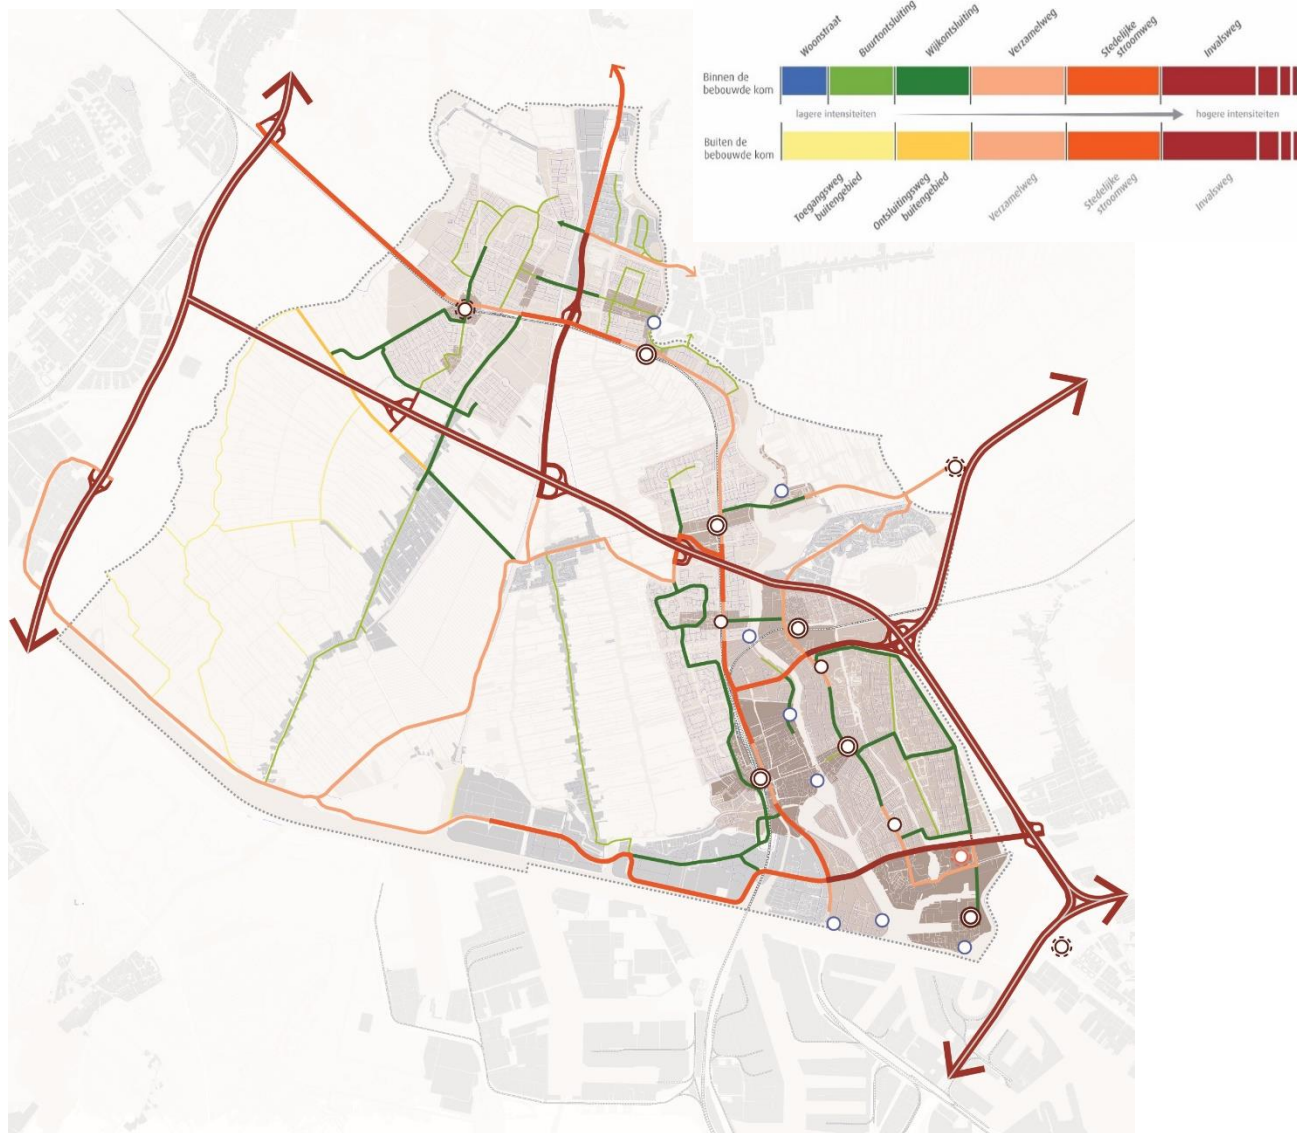 Woonstraat
Buurtontsluiting
Wijkontsluiting
Verzamelweg
Stedelijke
stroomweg
Invalsweg
Binnen de
bebouwde kom
lagere intensiteiten
hogere intensiteiten
Buiten de
bebouwde kom
Toegangsweg
buitengebied
Ontsluitingsweg
buitengebied
Verzamelweg
Stedelijke
stroomweg
Invalsweg